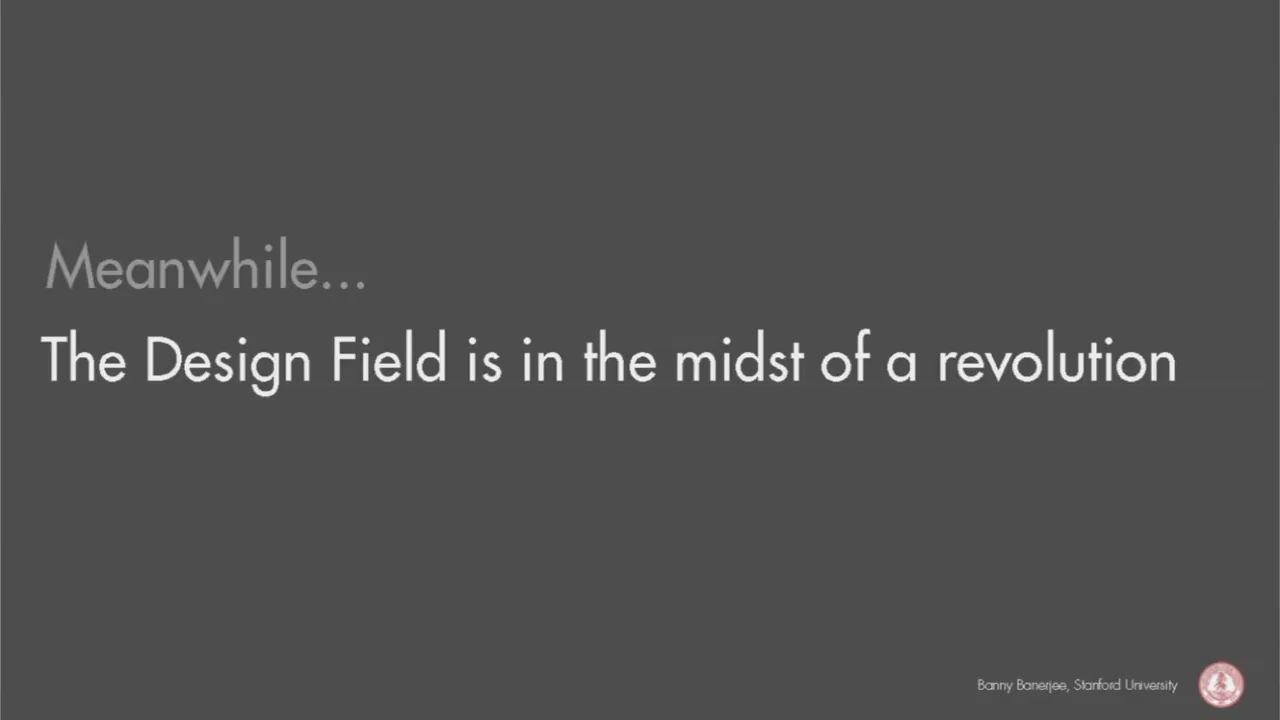 Meanwhile...
The Design Field is in the midst of a revolution
Banny Banerjee, Stanford University